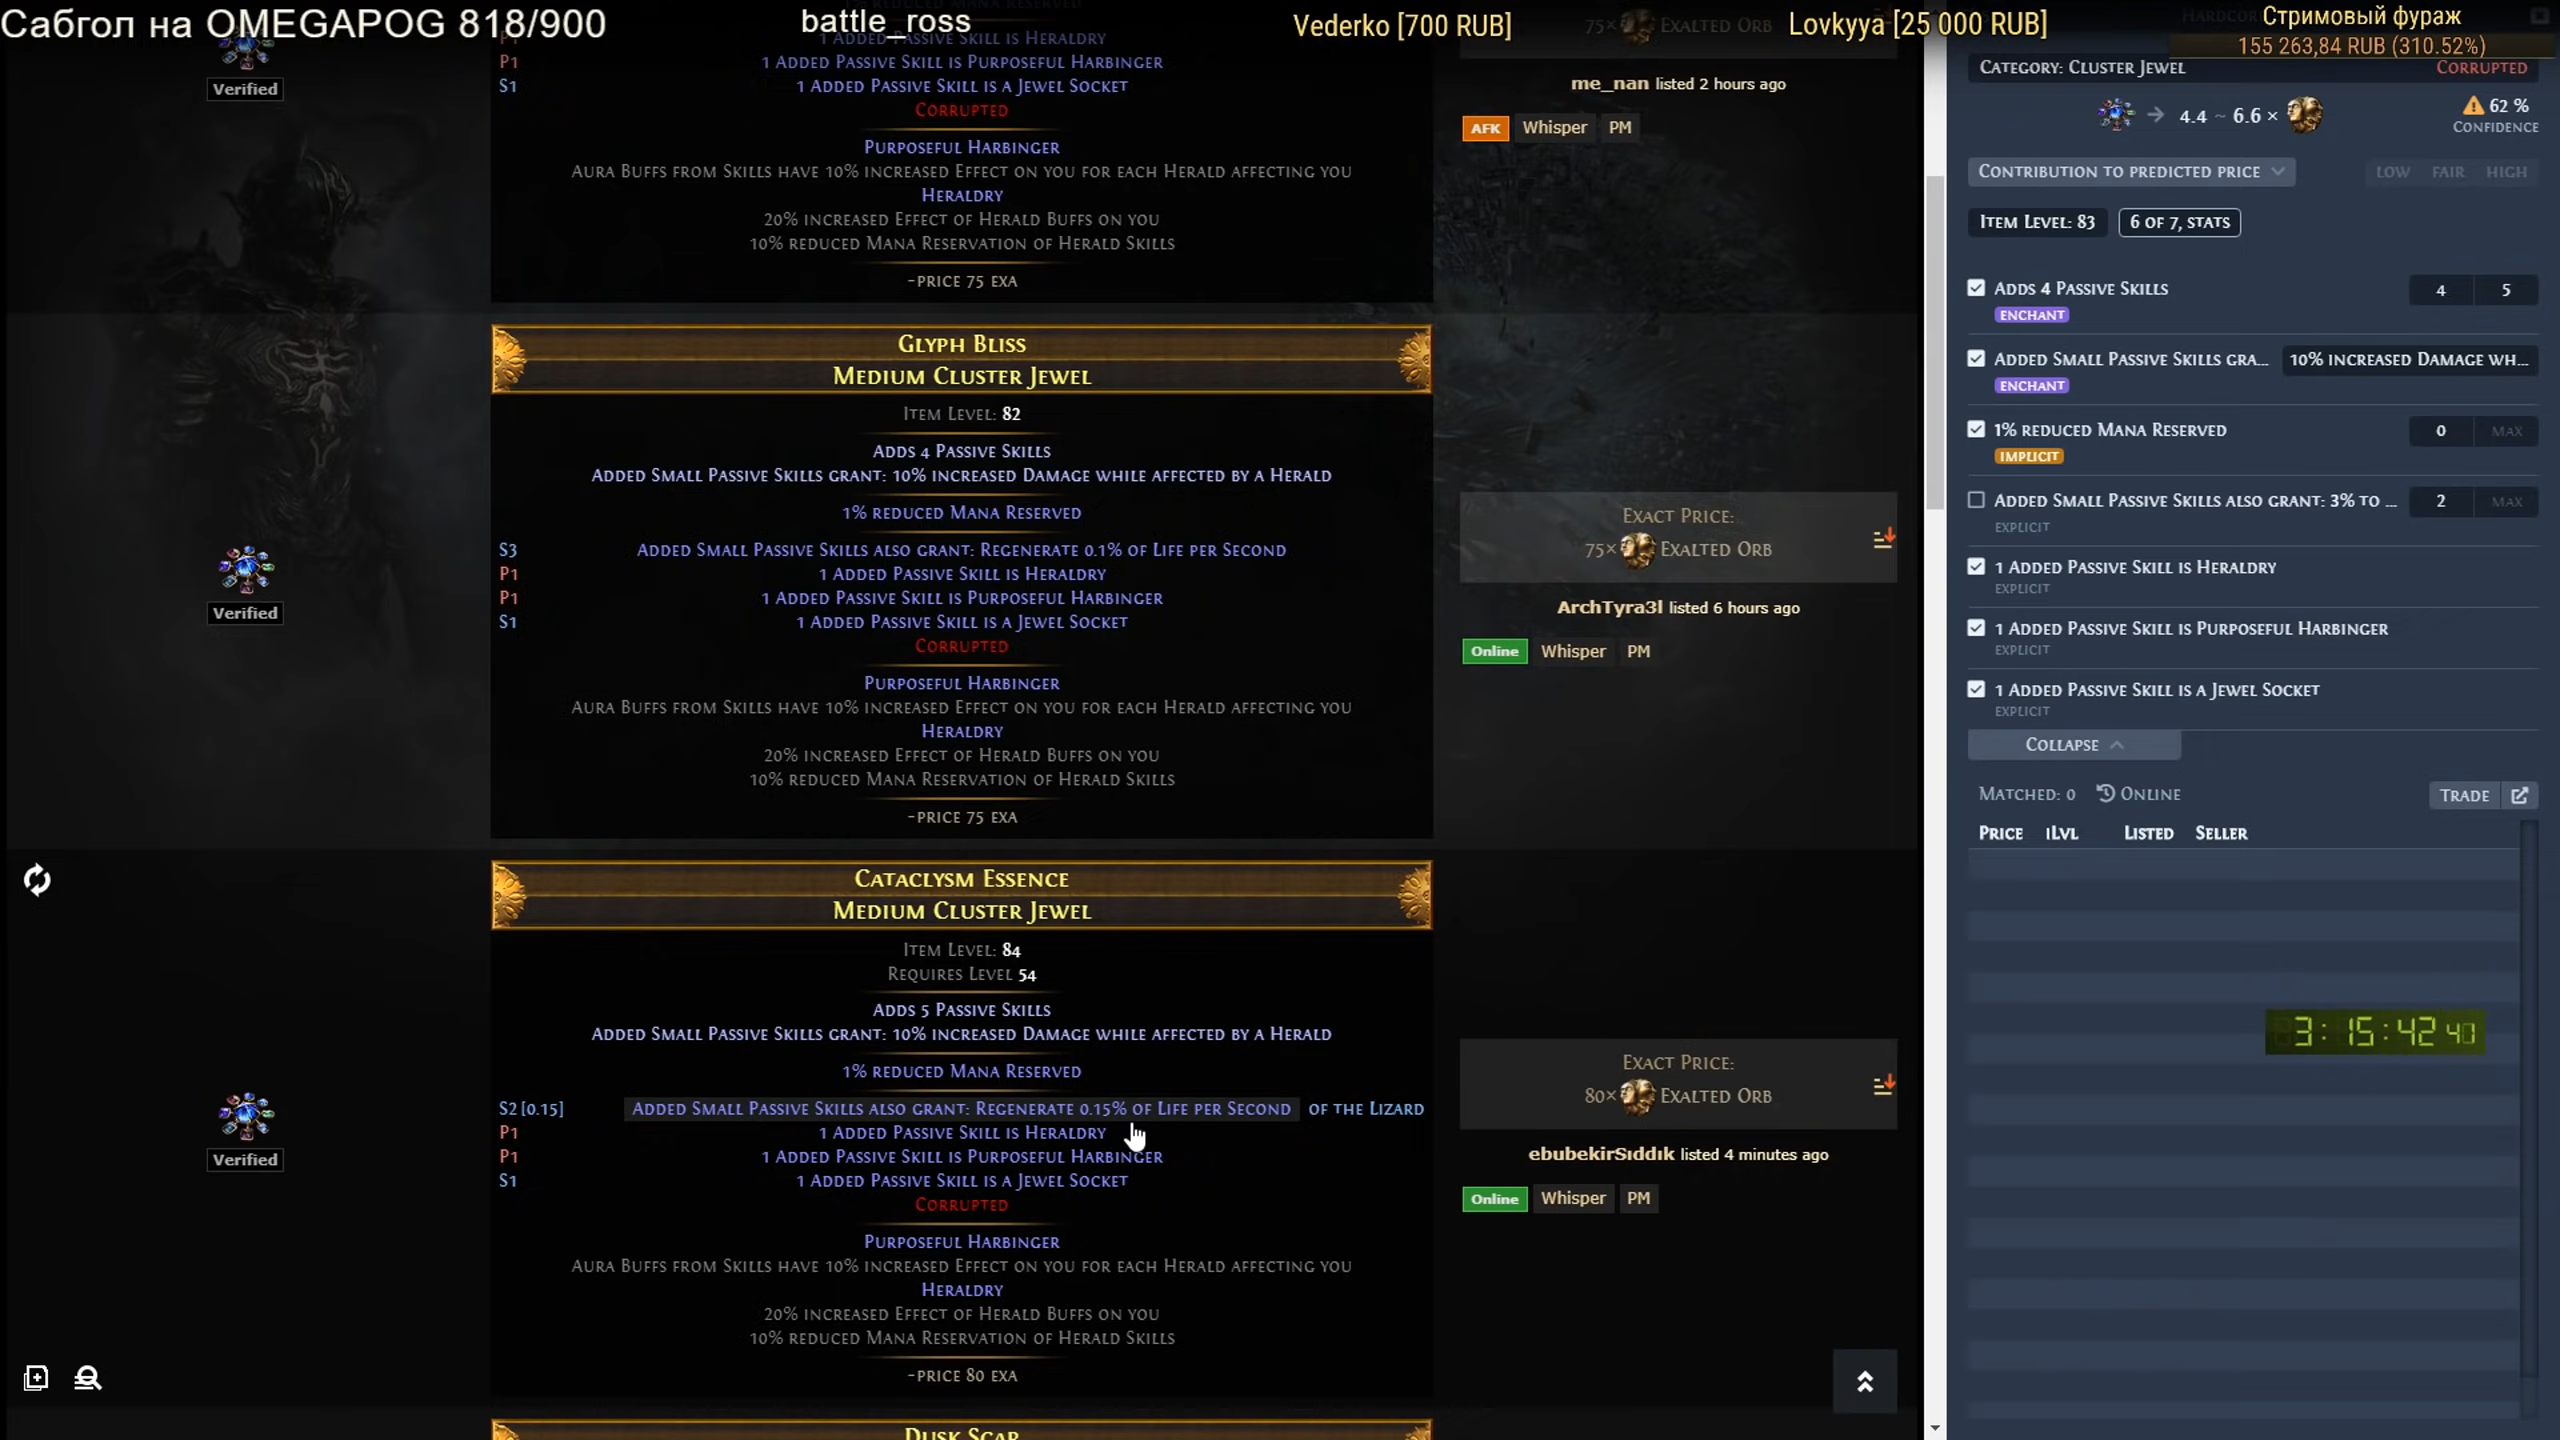 Сабгол на OMEGAPOG 818/900
battle_ross
Vederko [700 RUB]
Lovkyya [25 000 RUB]
Стримовый фураж
155 263,84 RUB (310.52%)
Verified
P1 1 Added Passive Skill is Heraldry
P1 1 Added Passive Skill is Purposeful Harbinger
S1 1 Added Passive Skill is a Jewel Socket
Corrupted
Purposeful Harbinger
Aura Buffs from Skills have 10% increased Effect on you for each Herald affecting you
Heraldry
20% increased Effect of Herald Buffs on you
10% reduced Mana Reservation of Herald Skills
~price 75 exa
75× Exalted Orb
me_nan listed 2 hours ago
AFK Whisper PM
Glyph Bliss
Medium Cluster Jewel
Item Level: 82
Adds 4 Passive Skills
Added Small Passive Skills grant: 10% increased Damage while affected by a Herald
1% reduced Mana Reserved
S3 Added Small Passive Skills also grant: Regenerate 0.1% of Life per Second
P1 1 Added Passive Skill is Heraldry
P1 1 Added Passive Skill is Purposeful Harbinger
S1 1 Added Passive Skill is a Jewel Socket
Corrupted
Purposeful Harbinger
Aura Buffs from Skills have 10% increased Effect on you for each Herald affecting you
Heraldry
20% increased Effect of Herald Buffs on you
10% reduced Mana Reservation of Herald Skills
~price 75 exa
Verified
Exact Price:
75× Exalted Orb
ArchTyra3l listed 6 hours ago
Online Whisper PM
Cataclysm Essence
Medium Cluster Jewel
Item Level: 84
Requires Level 54
Adds 5 Passive Skills
Added Small Passive Skills grant: 10% increased Damage while affected by a Herald
1% reduced Mana Reserved
S2 [0.15] Added Small Passive Skills also grant: Regenerate 0.15% of Life per Second of the Lizard
P1 1 Added Passive Skill is Heraldry
P1 1 Added Passive Skill is Purposeful Harbinger
S1 1 Added Passive Skill is a Jewel Socket
Corrupted
Purposeful Harbinger
Aura Buffs from Skills have 10% increased Effect on you for each Herald affecting you
Heraldry
20% increased Effect of Herald Buffs on you
10% reduced Mana Reservation of Herald Skills
~price 80 exa
Verified
Exact Price:
80× Exalted Orb
ebubekirSıddık listed 4 minutes ago
Online Whisper PM
Dusk Scar
Category: Cluster Jewel Corrupted
4.4 ~ 6.6 ×
62 %
Confidence
Contribution to predicted price Low Fair High
Item Level: 83 6 of 7, stats
Adds 4 Passive Skills 4 5
Enchant
Added Small Passive Skills gra... 10% increased Damage wh...
Enchant
1% reduced Mana Reserved 0 max
Implicit
Added Small Passive Skills also grant: 3% to ... 2 max
Explicit
1 Added Passive Skill is Heraldry
Explicit
1 Added Passive Skill is Purposeful Harbinger
Explicit
1 Added Passive Skill is a Jewel Socket
Explicit
Collapse
Matched: 0 Online Trade
Price iLvl Listed Seller
3:15:42 40